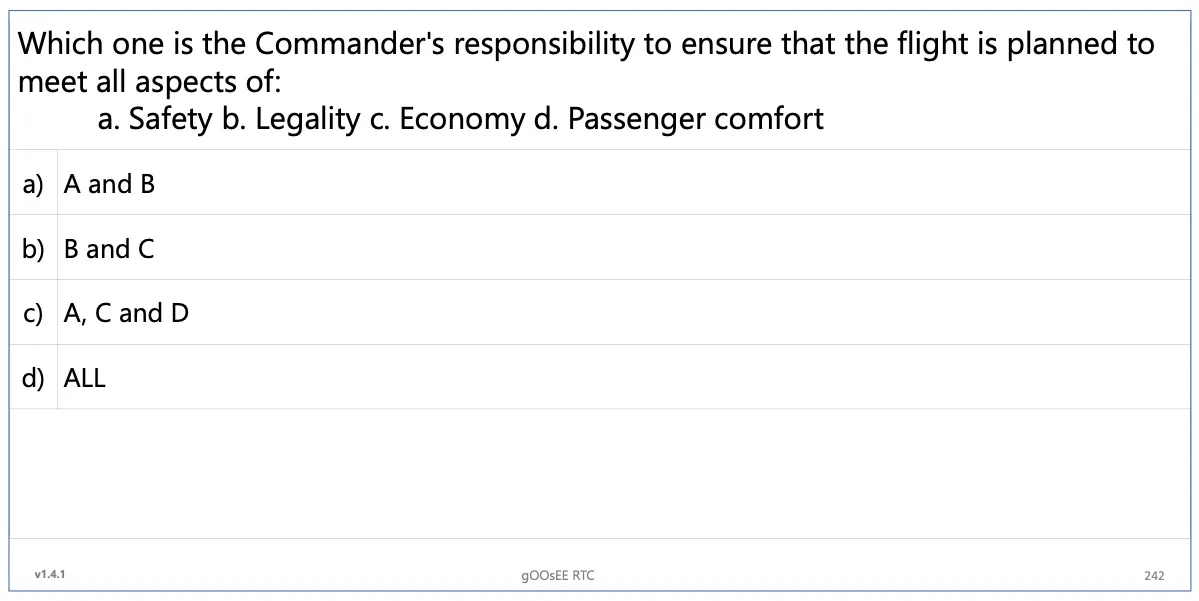 Which one is the Commander's responsibility to ensure that the flight is planned to
meet all aspects of:
a. Safety b. Legality c. Economy d. Passenger comfort
a) A and B
b) B and C
c) A, C and D
d) ALL
v1.4.1 gOOsEE RTC 242